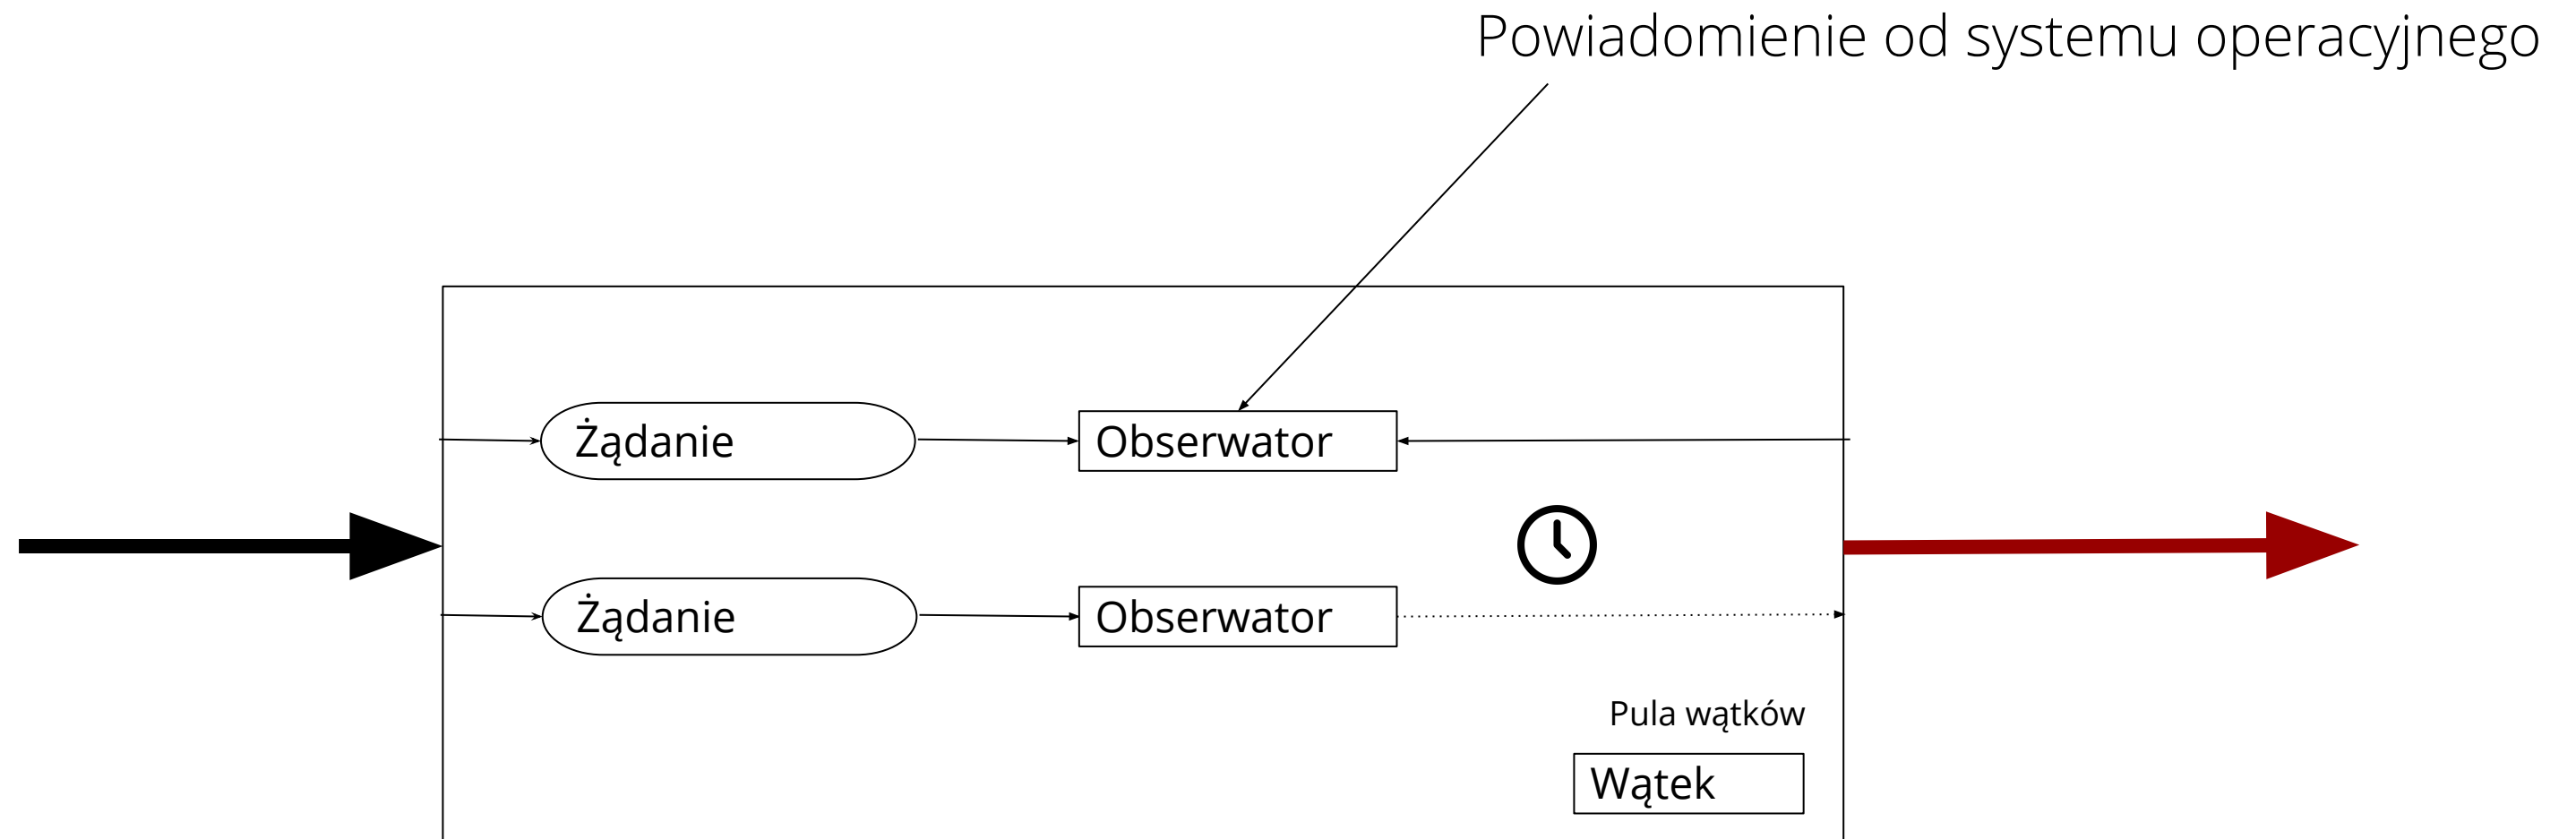 Powiadomienie od systemu operacyjnego
Żądanie
Obserwator
Żądanie
Obserwator
Pula wątków
Wątek